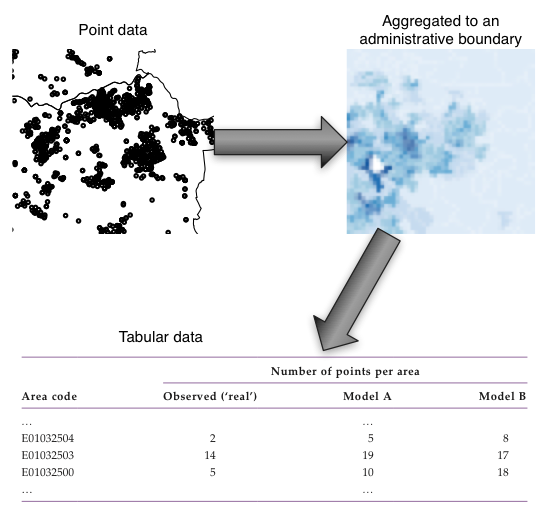 Point data
Aggregated to an
administrative boundary
Tabular data
Number of points per area
Area code Observed (‘real’) Model A Model B
... ...
E01032504 2 5 8
E01032503 14 19 17
E01032500 5 10 18
... ...